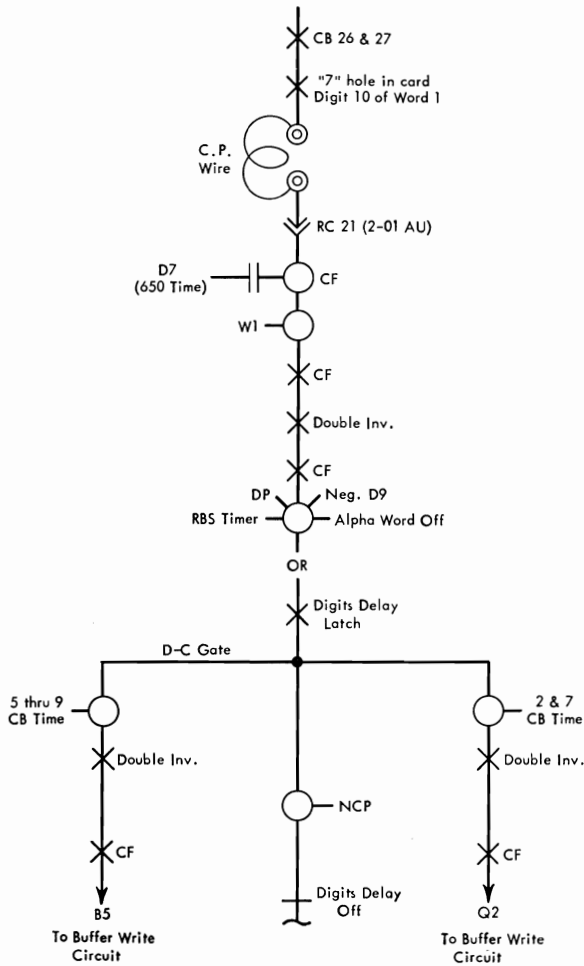 CB 26 & 27
"7" hole in card
Digit 10 of Word 1
C.P.
Wire
RC 21 (2-01 AU)
D7
(650 Time)
CF
W1
CF
Double Inv.
CF
DP
Neg. D9
RBS Timer
Alpha Word Off
OR
Digits Delay
Latch
D-C Gate
5 thru 9
CB Time
2 & 7
CB Time
Double Inv.
Double Inv.
NCP
CF
CF
Digits Delay
Off
B5
Q2
To Buffer Write
Circuit
To Buffer Write
Circuit